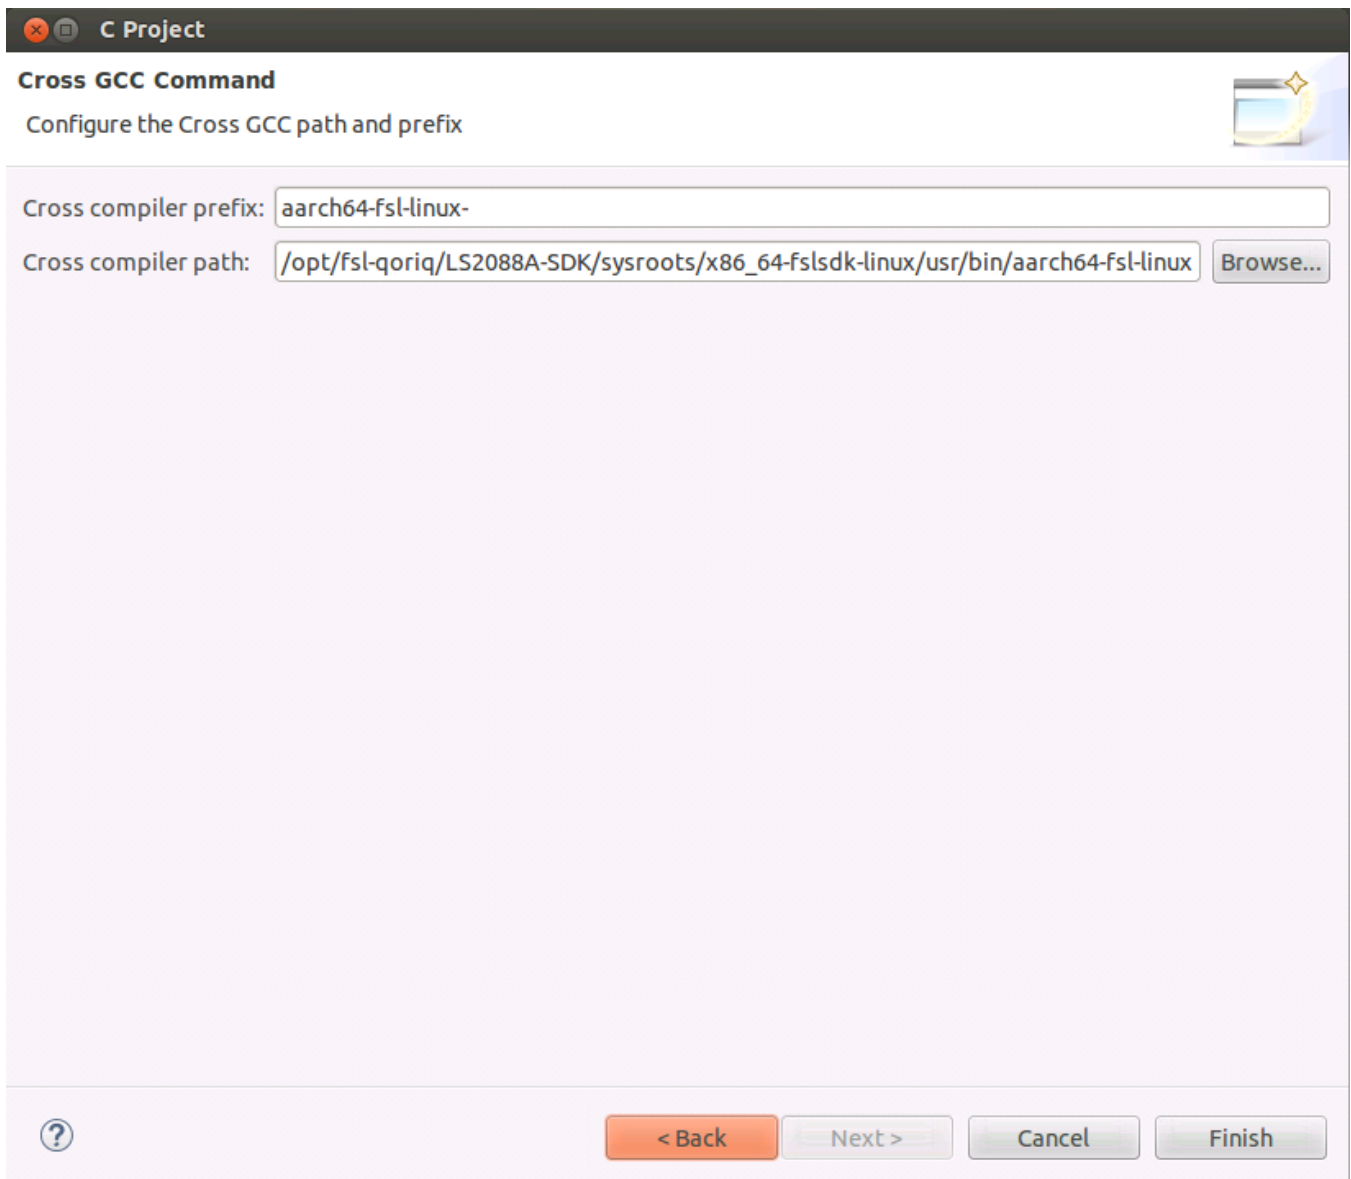 C Project
Cross GCC Command
Configure the Cross GCC path and prefix
Cross compiler prefix: aarch64-fsl-linux-
Cross compiler path: /opt/fsl-qoriq/LS2088A-SDK/sysroots/x86_64-fslsdk-linux/usr/bin/aarch64-fsl-linux Browse...
? < Back Next > Cancel Finish